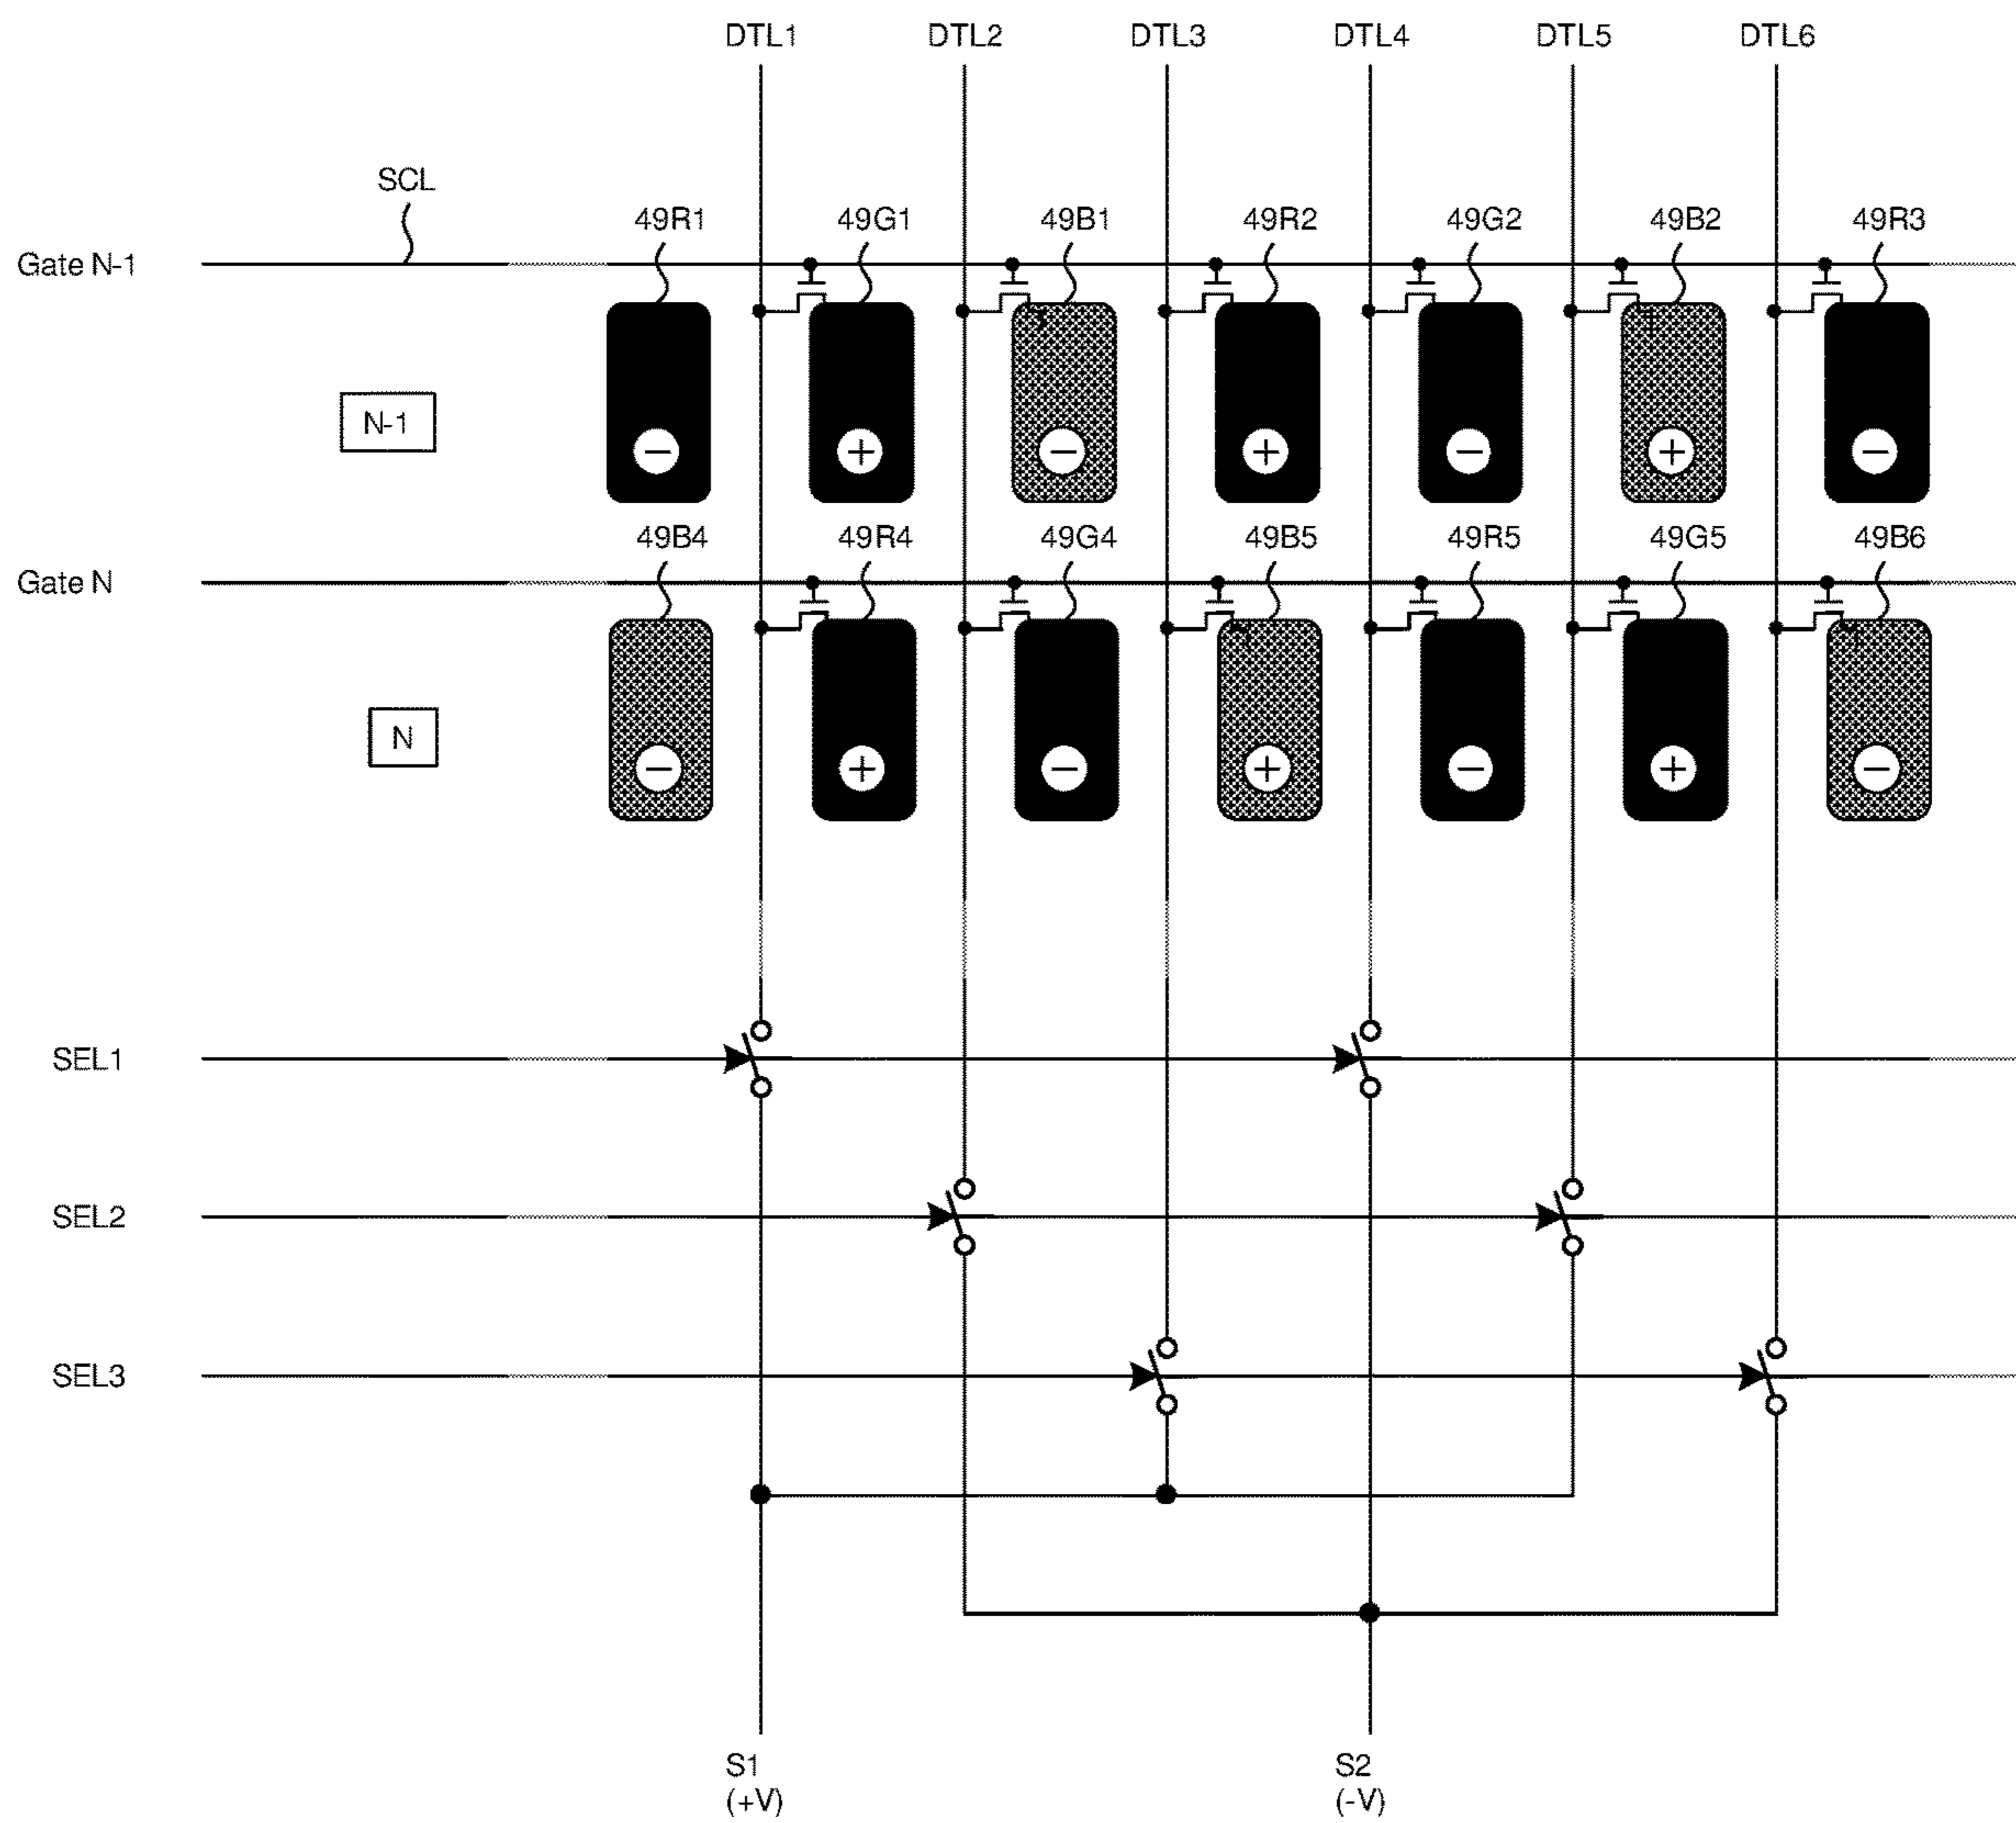 DTL1 DTL2 DTL3 DTL4 DTL5 DTL6
SCL
49R1 49G1 49B1 49R2 49G2 49B2 49R3
Gate N-1
N-1
− + − + − + −
49B4 49R4 49G4 49B5 49R5 49G5 49B6
Gate N
N
− + − + − + −
SEL1
SEL2
SEL3
S1 S2
(+V) (-V)